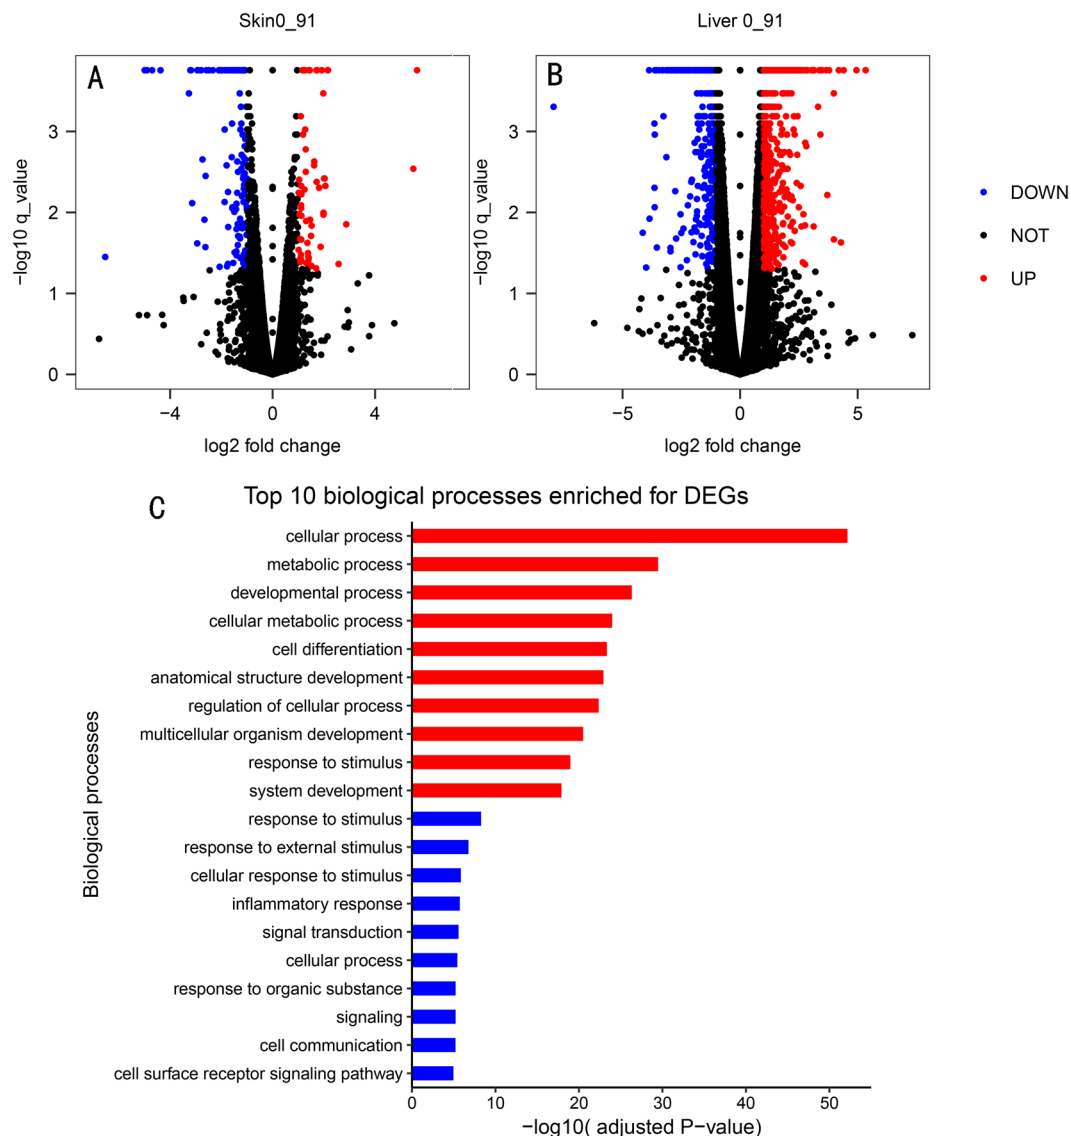 Skin0_91
Liver 0_91
A
B
3
2
1
0
−log10 q_value
−4
0
4
log2 fold change
3
2
1
0
−log10 q_value
−5
0
5
log2 fold change
DOWN
NOT
UP
C
Top 10 biological processes enriched for DEGs
Biological processes
cellular process
metabolic process
developmental process
cellular metabolic process
cell differentiation
anatomical structure development
regulation of cellular process
multicellular organism development
response to stimulus
system development
response to stimulus
response to external stimulus
cellular response to stimulus
inflammatory response
signal transduction
cellular process
response to organic substance
signaling
cell communication
cell surface receptor signaling pathway
0
10
20
30
40
50
−log10( adjusted P−value)